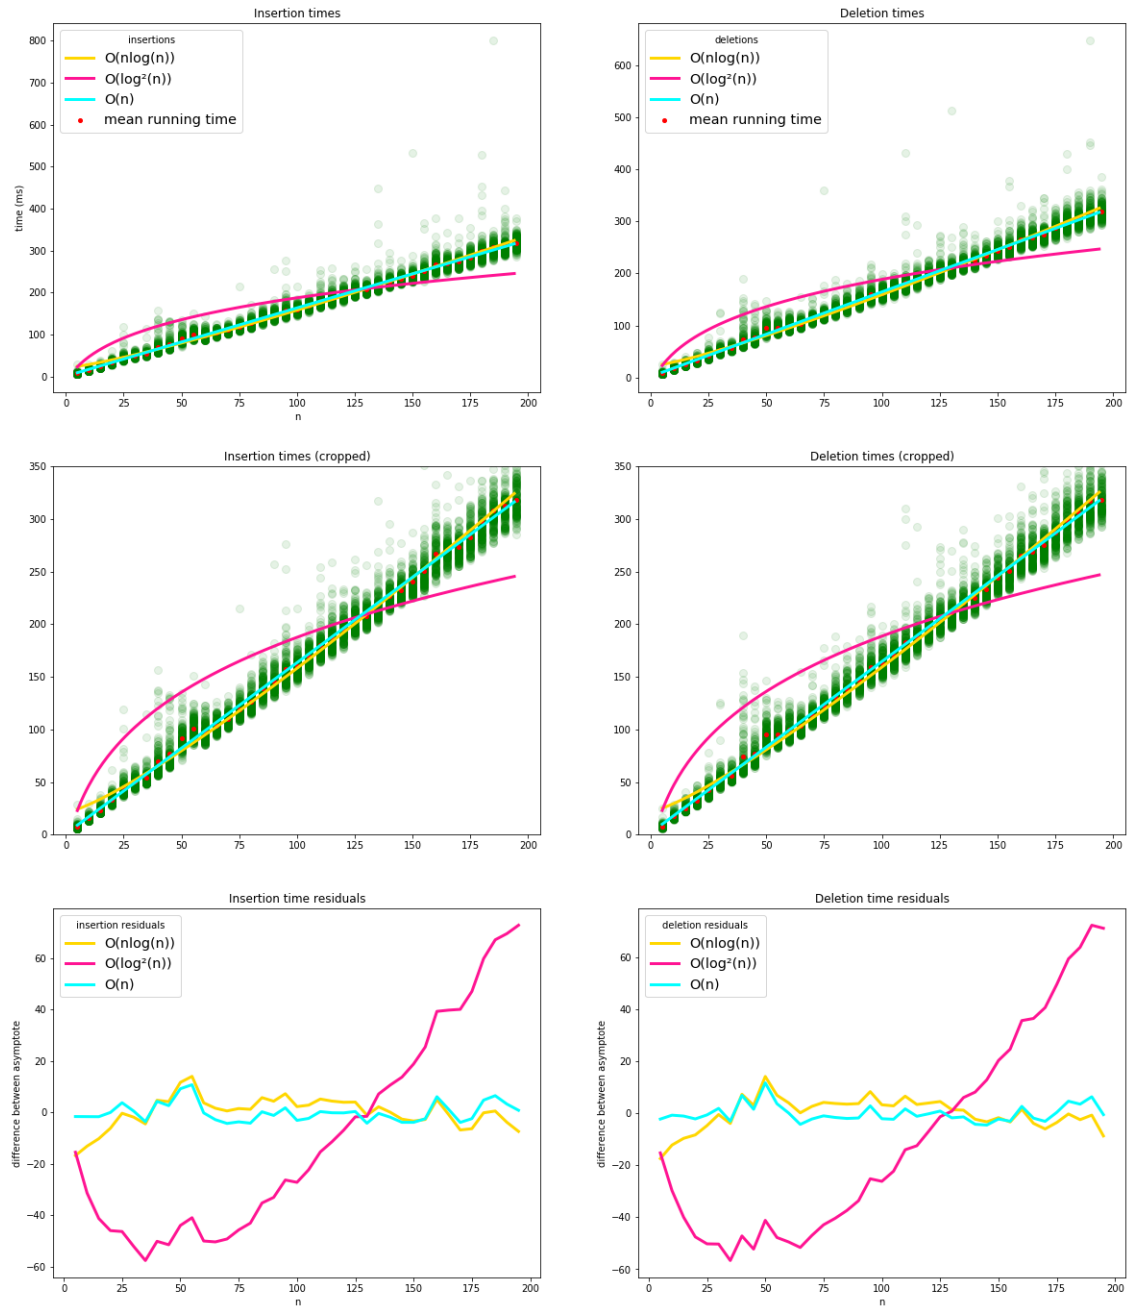 Insertion times
insertions
O(nlog(n))
O(log²(n))
O(n)
mean running time
time (ms)
800
700
600
500
400
300
200
100
0
0 25 50 75 100 125 150 175 200
n
Deletion times
deletions
O(nlog(n))
O(log²(n))
O(n)
mean running time
600
500
400
300
200
100
0
0 25 50 75 100 125 150 175 200
Insertion times (cropped)
350
300
250
200
150
100
50
0
0 25 50 75 100 125 150 175 200
Deletion times (cropped)
350
300
250
200
150
100
50
0
0 25 50 75 100 125 150 175 200
Insertion time residuals
insertion residuals
O(nlog(n))
O(log²(n))
O(n)
difference between asymptote
60
40
20
0
−20
−40
−60
0 25 50 75 100 125 150 175 200
n
Deletion time residuals
deletion residuals
O(nlog(n))
O(log²(n))
O(n)
difference between asymptote
60
40
20
0
−20
−40
−60
0 25 50 75 100 125 150 175 200
n